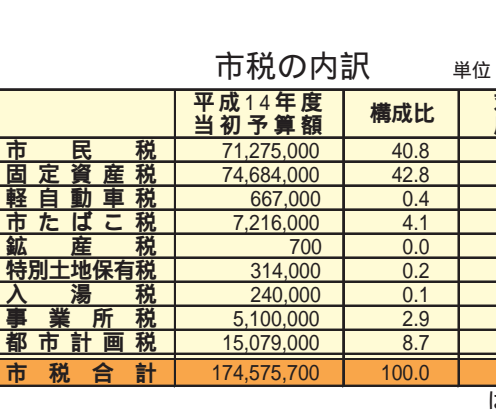 市税の内訳
単位
平成14年度
当初予算額 構成比
市民税 71,275,000 40.8
固定資産税 74,684,000 42.8
軽自動車税 667,000 0.4
市たばこ税 7,216,000 4.1
鉱産税 700 0.0
特別土地保有税 314,000 0.2
入湯税 240,000 0.1
事業所税 5,100,000 2.9
都市計画税 15,079,000 8.7
市税合計 174,575,700 100.0